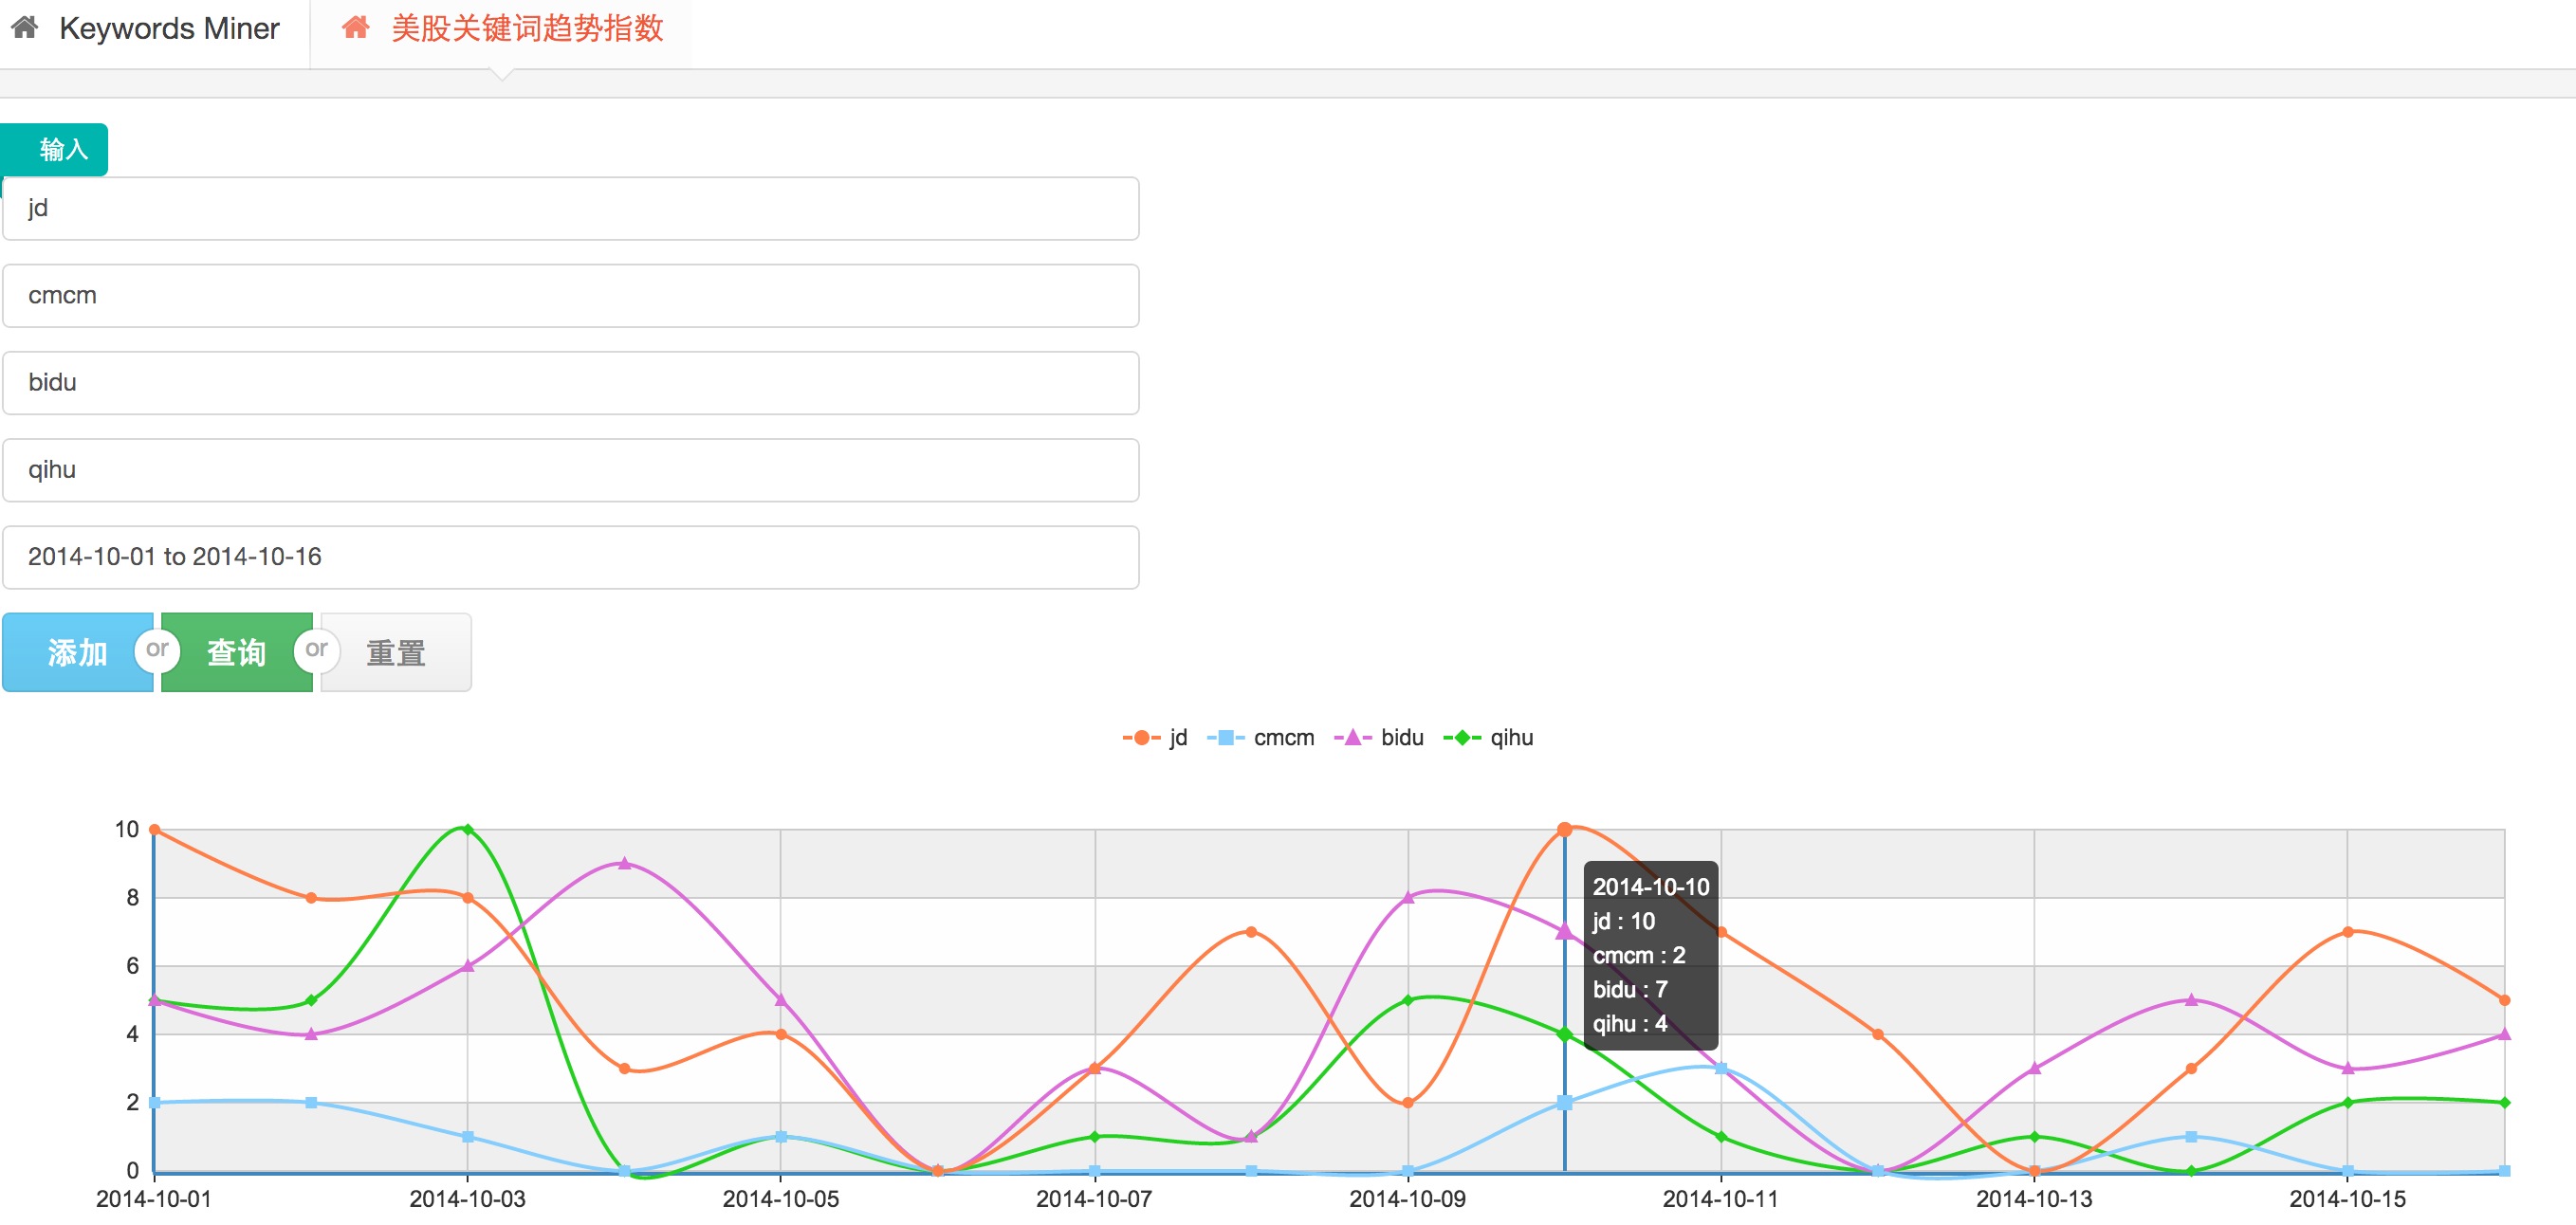 Keywords Miner 美股关键词趋势指数
输入
jd
cmcm
bidu
qihu
2014-10-01 to 2014-10-16
添加 or 查询 or 重置
jd cmcm bidu qihu
10
8
6
4
2
0
2014-10-10
jd : 10
cmcm : 2
bidu : 7
qihu : 4
2014-10-01 2014-10-03 2014-10-05 2014-10-07 2014-10-09 2014-10-11 2014-10-13 2014-10-15